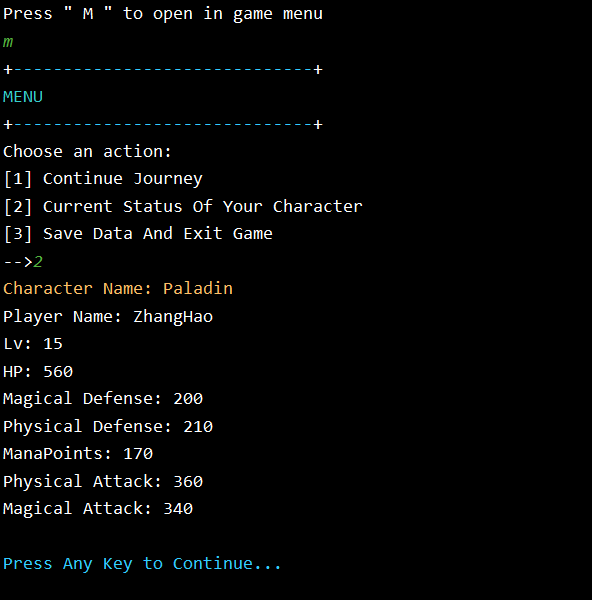 Press " M " to open in game menu
m
+------------------------------+
MENU
+------------------------------+
Choose an action:
[1] Continue Journey
[2] Current Status Of Your Character
[3] Save Data And Exit Game
-->2
Character Name: Paladin
Player Name: ZhangHao
Lv: 15
HP: 560
Magical Defense: 200
Physical Defense: 210
ManaPoints: 170
Physical Attack: 360
Magical Attack: 340
Press Any Key to Continue...